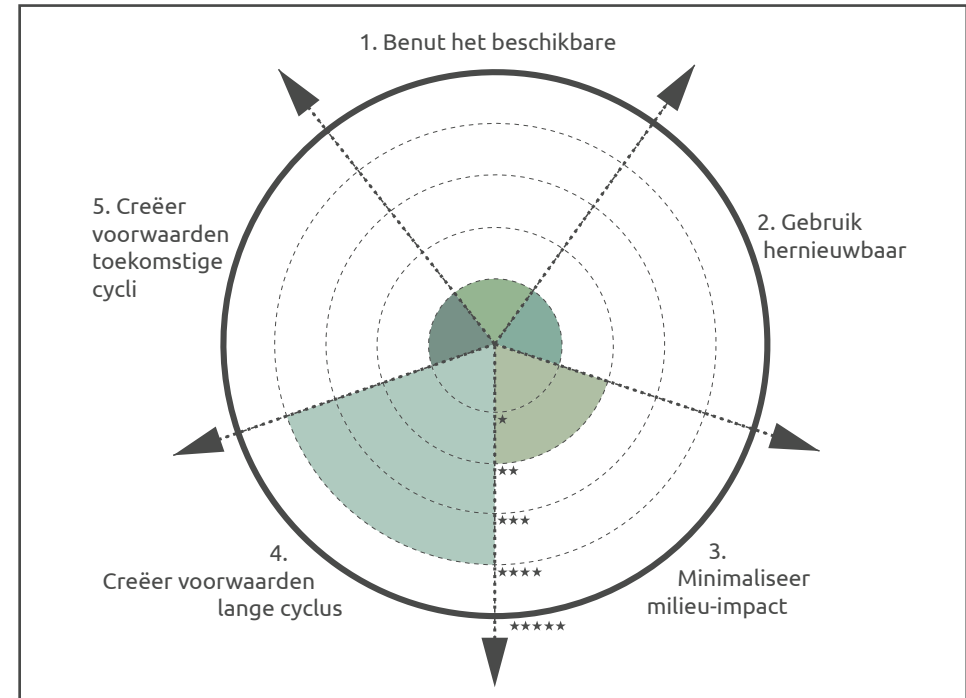 1. Benut het beschikbare
5. Creëer
voorwaarden
toekomstige
cycli
2. Gebruik
hernieuwbaar
★
★★
★★★
★★★★
★★★★★
4.
Creëer voorwaarden
lange cyclus
3.
Minimaliseer
milieu-impact